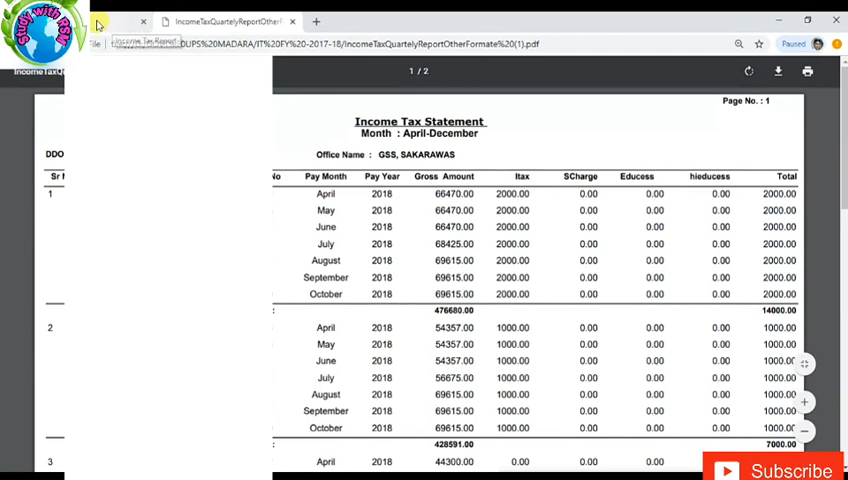 Study with RSM
IncomeTaxQuartelyReportOtherF
Income Tax Report
File
UPS%20MADARA/IT%20FY%20-2017-18/IncomeTaxQuartelyReportOtherFormate%20(1).pdf
Paused
IncomeTaxQu
1 / 2
Page No. : 1
Income Tax Statement
Month : April-December
DDO
Office Name : GSS, SAKARAWAS
Sr No Pay Month Pay Year Gross Amount Itax SCharge Educess hieducess Total
1 April 2018 66470.00 2000.00 0.00 0.00 0.00 2000.00
May 2018 66470.00 2000.00 0.00 0.00 0.00 2000.00
June 2018 66470.00 2000.00 0.00 0.00 0.00 2000.00
July 2018 68425.00 2000.00 0.00 0.00 0.00 2000.00
August 2018 69615.00 2000.00 0.00 0.00 0.00 2000.00
September 2018 69615.00 2000.00 0.00 0.00 0.00 2000.00
October 2018 69615.00 2000.00 0.00 0.00 0.00 2000.00
: 476680.00 14000.00
2 April 2018 54357.00 1000.00 0.00 0.00 0.00 1000.00
May 2018 54357.00 1000.00 0.00 0.00 0.00 1000.00
June 2018 54357.00 1000.00 0.00 0.00 0.00 1000.00
July 2018 56675.00 1000.00 0.00 0.00 0.00 1000.00
August 2018 69615.00 1000.00 0.00 0.00 0.00 1000.00
September 2018 69615.00 1000.00 0.00 0.00 0.00 1000.00
October 2018 69615.00 1000.00 0.00 0.00 0.00 1000.00
: 428591.00 7000.00
3 April 2018 44300.00 0.00 0.00 0.00
Subscribe